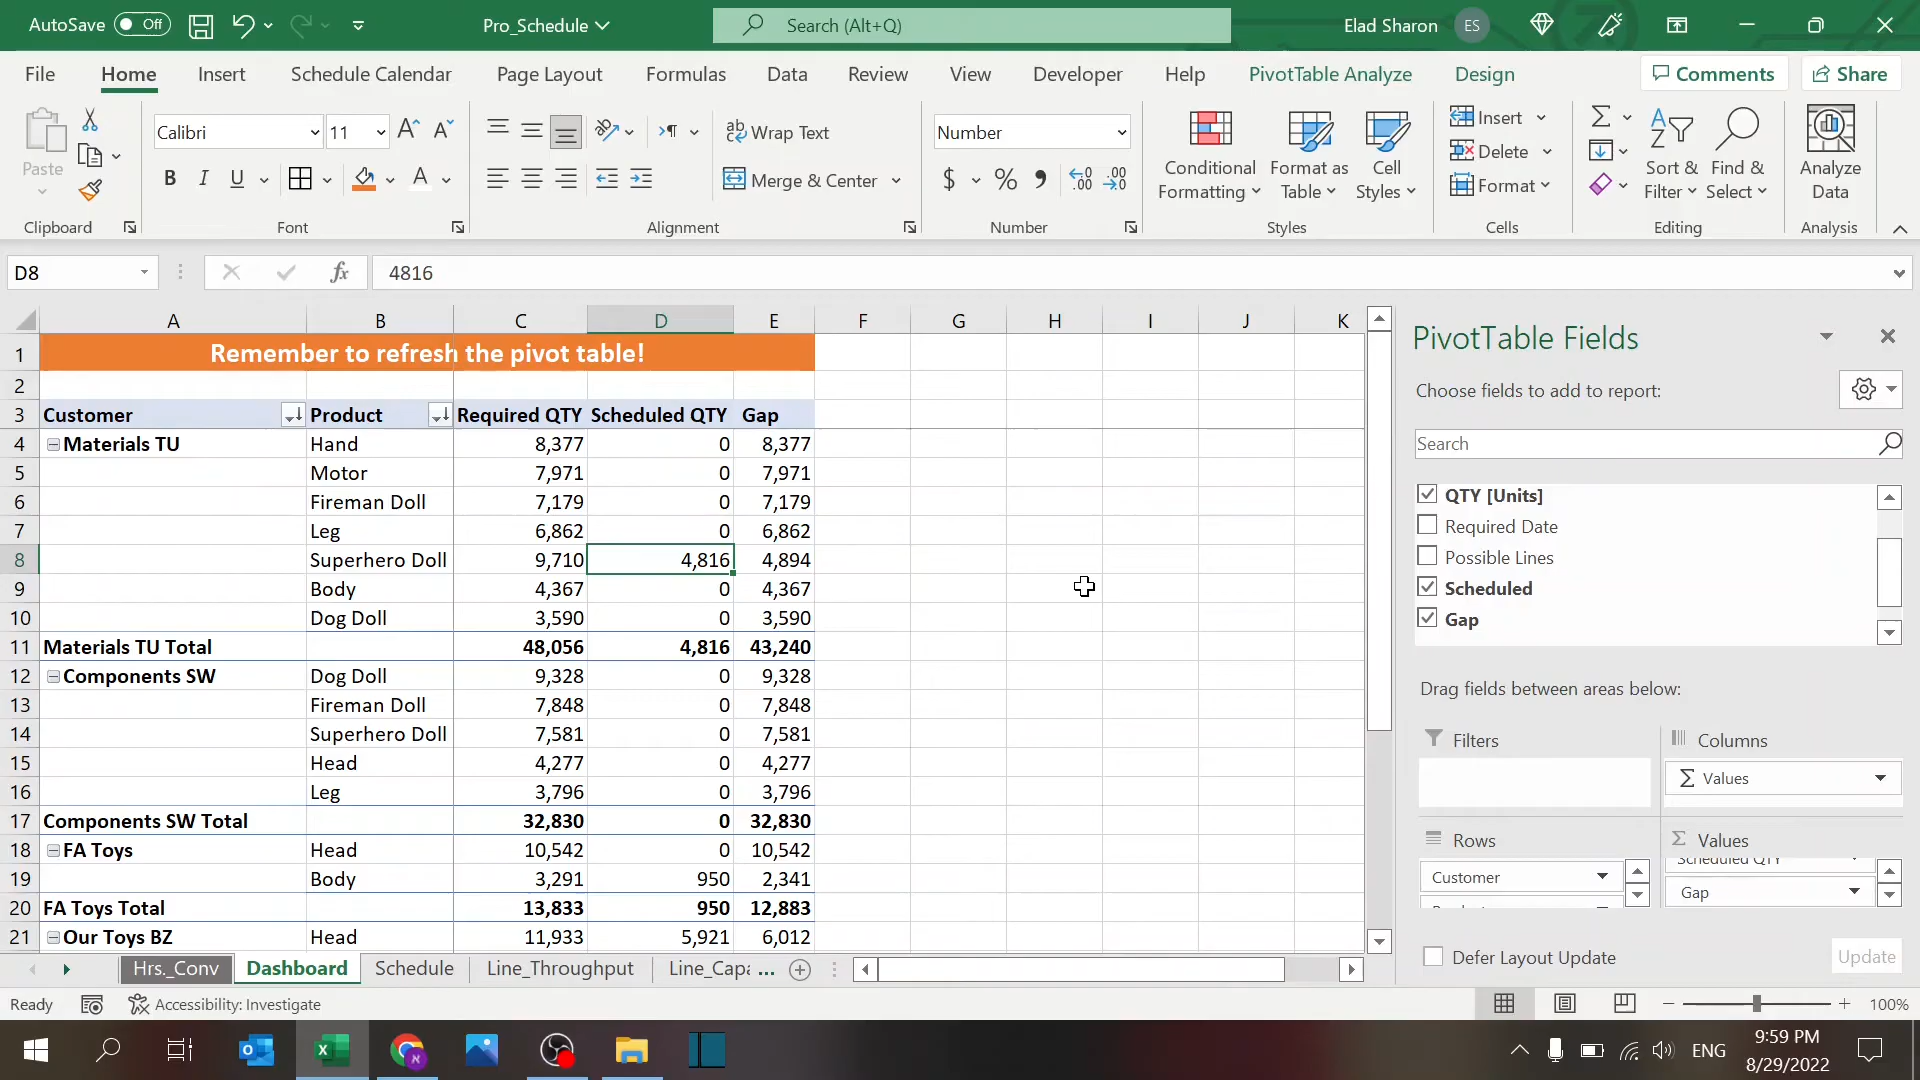 AutoSave Off Pro_Schedule Search (Alt+Q) Elad Sharon ES
File Home Insert Schedule Calendar Page Layout Formulas Data Review View Developer Help PivotTable Analyze Design Comments Share
Paste
Calibri 11
B I U A
ab Wrap Text
Merge & Center
Number
$ % .00
Conditional Formatting
Format as Table
Cell Styles
Insert
Delete
Format
Sort & Filter
Find & Select
Analyze Data
Clipboard Font Alignment Number Styles Cells Editing Analysis
D8 fx 4816
A B C D E F G H I J K
1 Remember to refresh the pivot table!
2
3 Customer Product Required QTY Scheduled QTY Gap
4 Materials TU Hand 8,377 0 8,377
5 Motor 7,971 0 7,971
6 Fireman Doll 7,179 0 7,179
7 Leg 6,862 0 6,862
8 Superhero Doll 9,710 4,816 4,894
9 Body 4,367 0 4,367
10 Dog Doll 3,590 0 3,590
11 Materials TU Total 48,056 4,816 43,240
12 Components SW Dog Doll 9,328 0 9,328
13 Fireman Doll 7,848 0 7,848
14 Superhero Doll 7,581 0 7,581
15 Head 4,277 0 4,277
16 Leg 3,796 0 3,796
17 Components SW Total 32,830 0 32,830
18 FA Toys Head 10,542 0 10,542
19 Body 3,291 950 2,341
20 FA Toys Total 13,833 950 12,883
21 Our Toys BZ Head 11,933 5,921 6,012
PivotTable Fields
Choose fields to add to report:
Search
QTY [Units]
Required Date
Possible Lines
Scheduled
Gap
Drag fields between areas below:
Filters
Columns
Σ Values
Rows
Customer
Σ Values
Scheduled QTY
Gap
Defer Layout Update Update
Hrs._Conv Dashboard Schedule Line_Throughput Line_Capa ...
Ready Accessibility: Investigate 100%
ENG 9:59 PM
8/29/2022